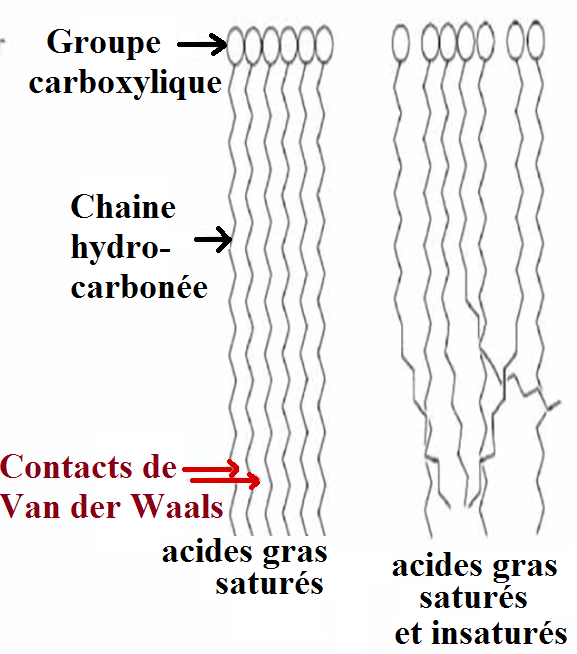 Groupe
carboxylique
Chaine
hydro-
carbonée
Contacts de
Van der Waals
acides gras
saturés
acides gras
saturés
et insaturés